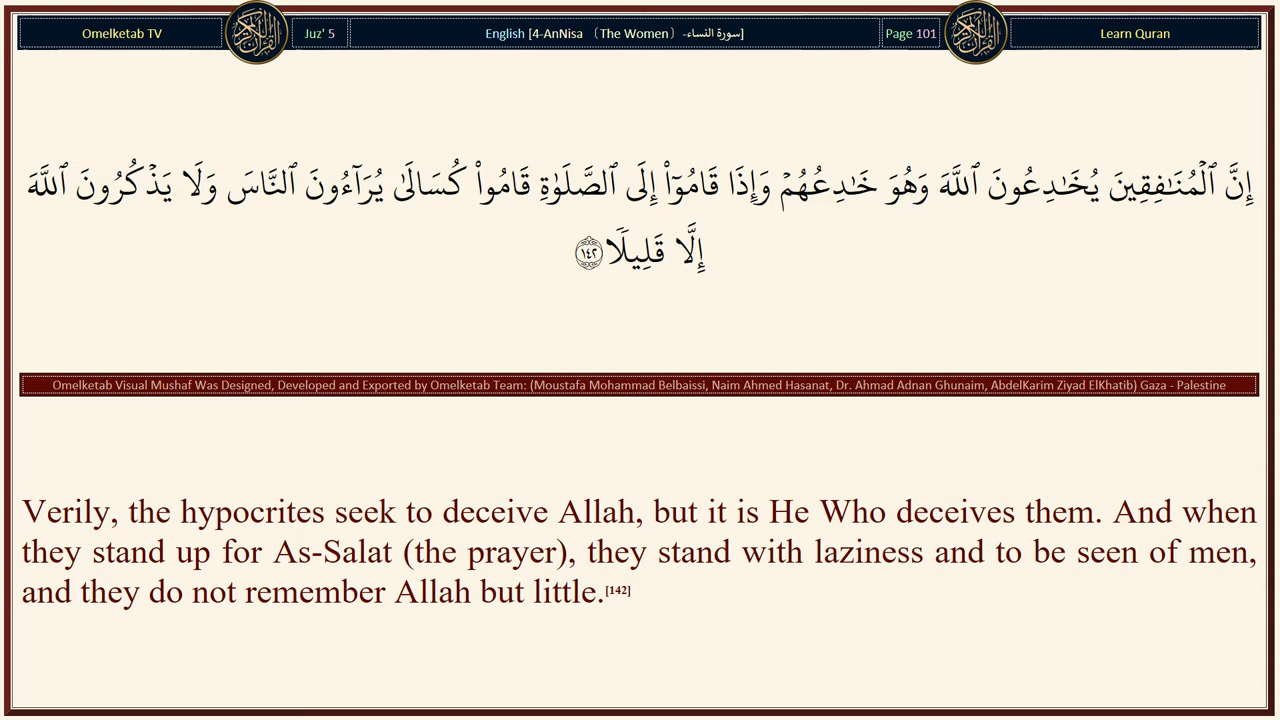 Omelketab TV
Juz' 5
English [4-AnNisa （The Women） -سورة النساء]
Page 101
Learn Quran
إِنَّ ٱلْمُنَـٰفِقِينَ يُخَـٰدِعُونَ ٱللَّهَ وَهُوَ خَـٰدِعُهُمْ وَإِذَا قَامُوٓا۟ إِلَى ٱلصَّلَوٰةِ قَامُوا۟ كُسَالَىٰ يُرَآءُونَ ٱلنَّاسَ وَلَا يَذْكُرُونَ ٱللَّهَ
إِلَّا قَلِيلًا ١٤٢
Omelketab Visual Mushaf Was Designed, Developed and Exported by Omelketab Team: (Moustafa Mohammad Belbaissi, Naim Ahmed Hasanat, Dr. Ahmad Adnan Ghunaim, AbdelKarim Ziyad ElKhatib) Gaza - Palestine
Verily, the hypocrites seek to deceive Allah, but it is He Who deceives them. And when
they stand up for As-Salat (the prayer), they stand with laziness and to be seen of men,
and they do not remember Allah but little.[142]